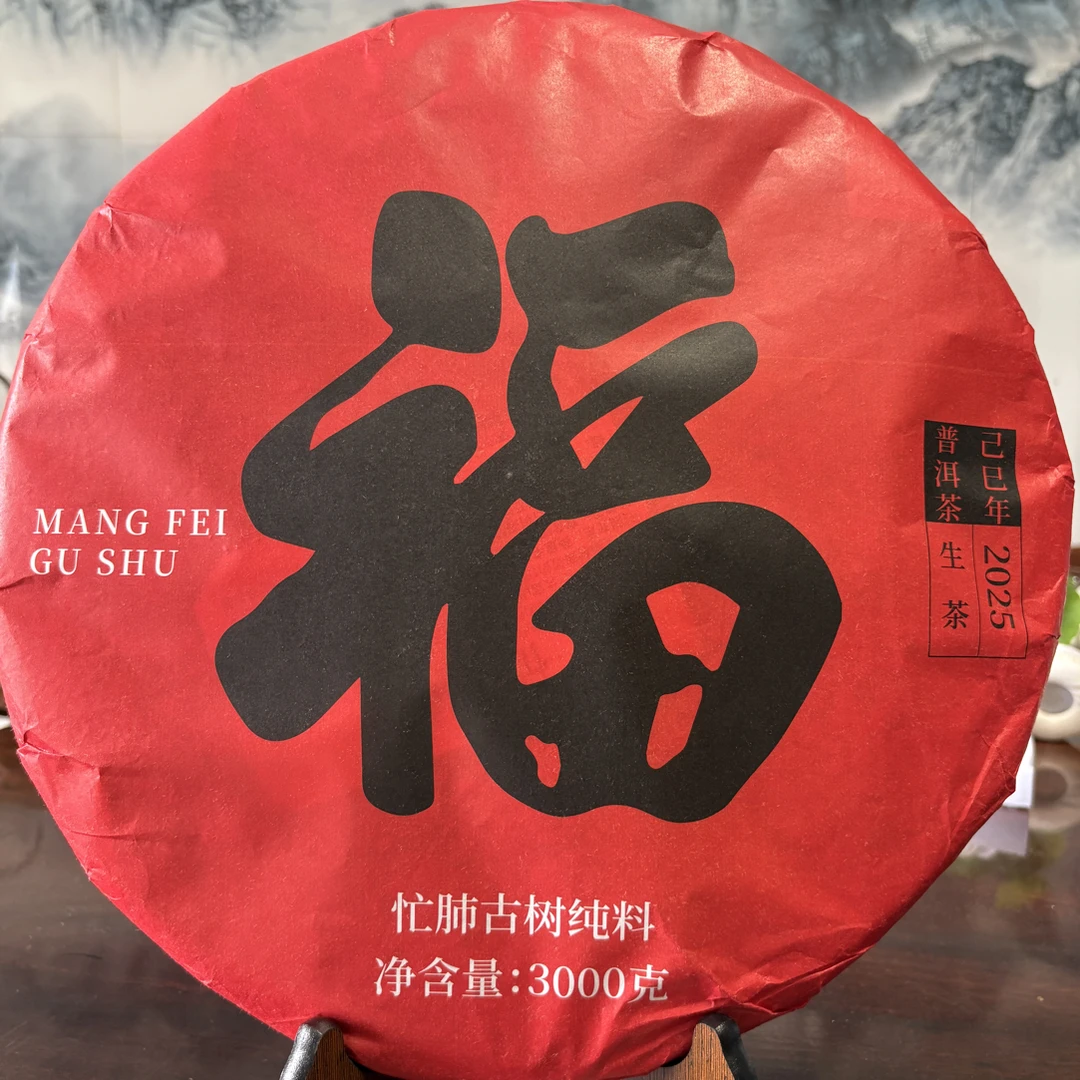 福
MANG FEI
GU SHU
己巳年
2025
普洱茶
生茶
忙肺古树纯料
净含量:3000克